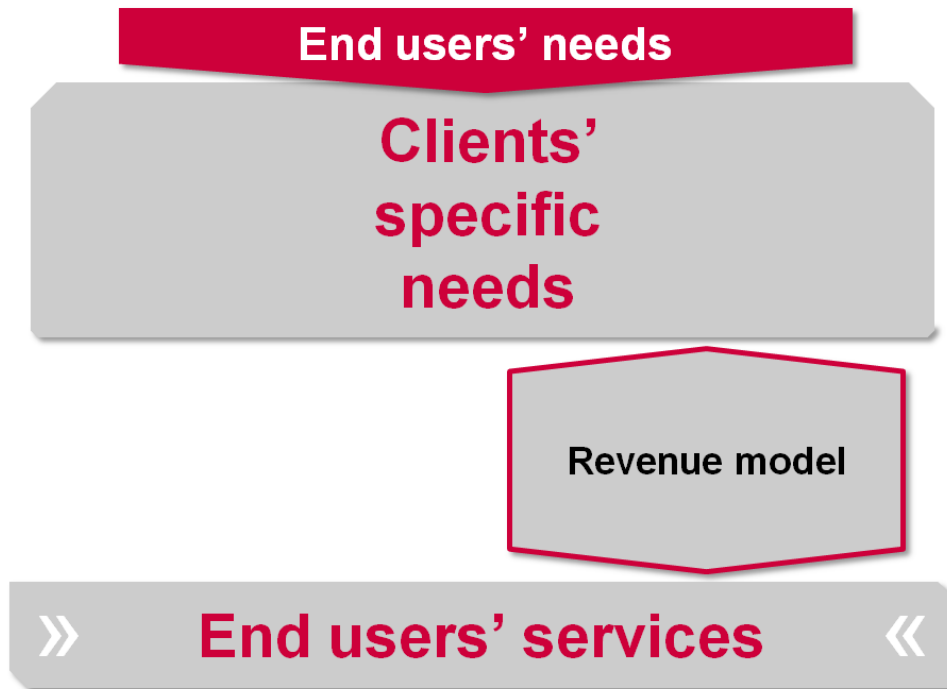 End users’ needs
Clients’
specific
needs
Revenue model
» End users’ services «